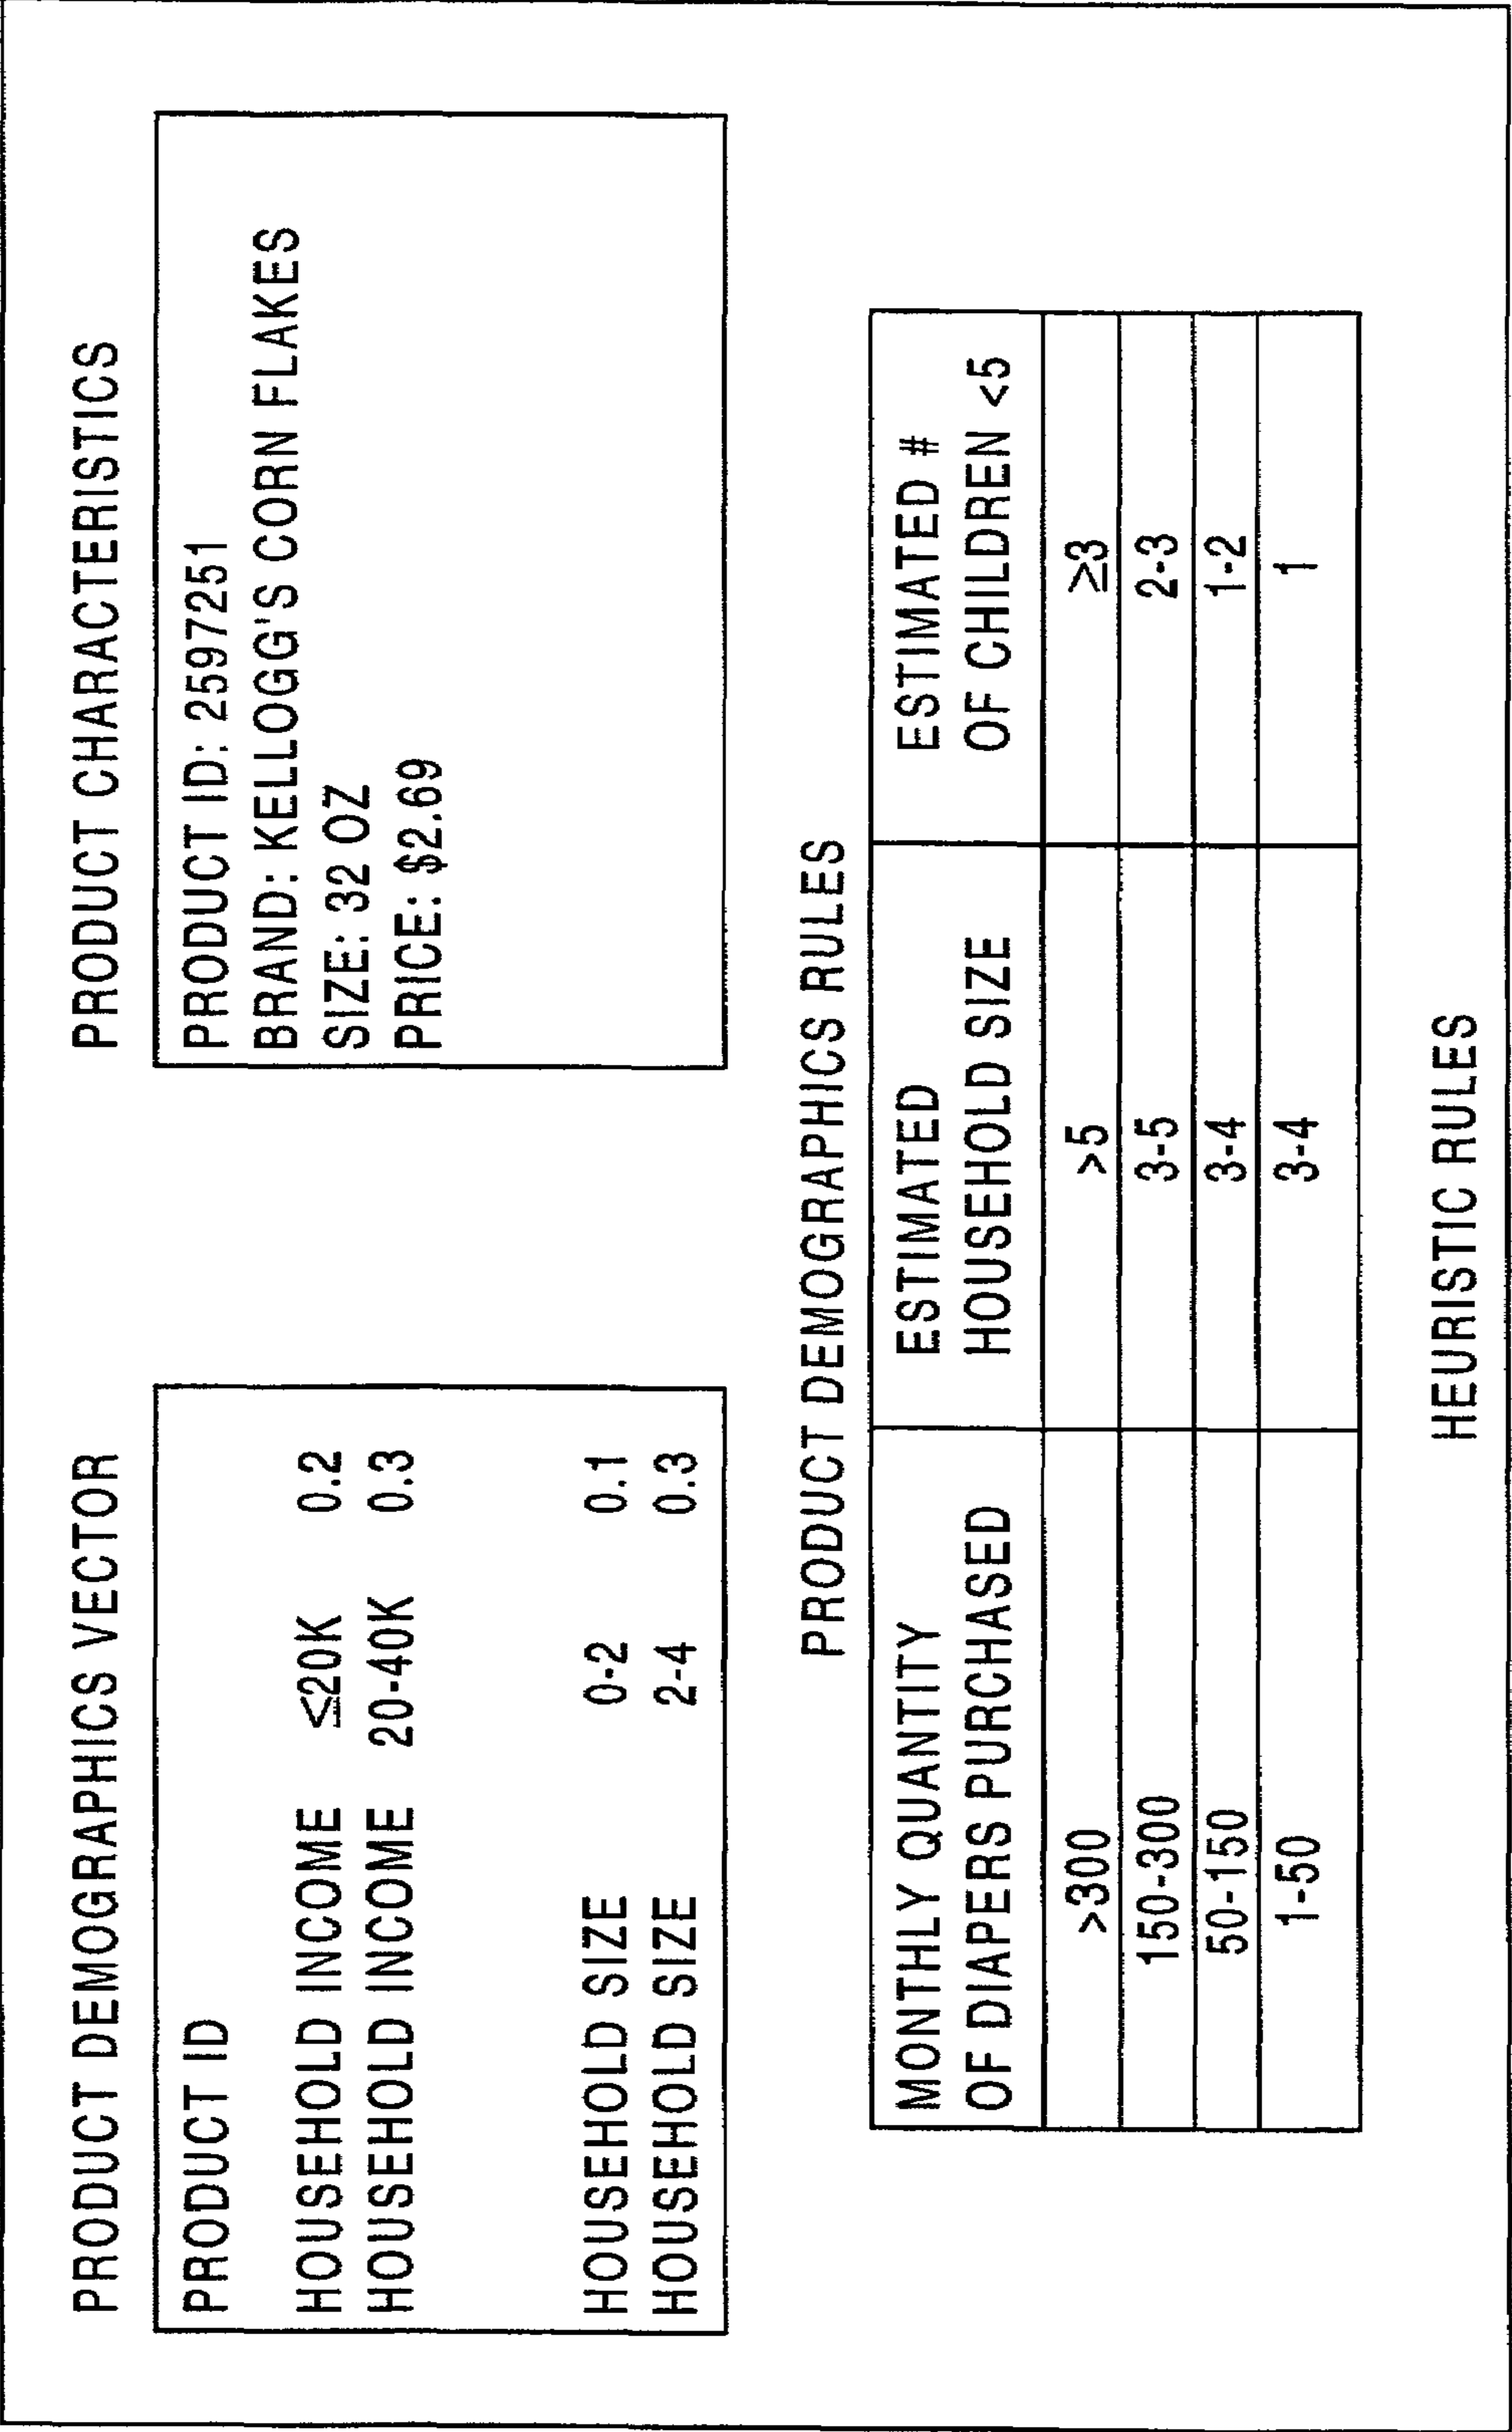 PRODUCT DEMOGRAPHICS VECTOR
PRODUCT ID
HOUSEHOLD INCOME ≤20K 0.2
HOUSEHOLD INCOME 20-40K 0.3
HOUSEHOLD SIZE 0-2 0.1
HOUSEHOLD SIZE 2-4 0.3
PRODUCT CHARACTERISTICS
PRODUCT ID: 2597251
BRAND: KELLOGG'S CORN FLAKES
SIZE: 32 OZ
PRICE: $2.69
PRODUCT DEMOGRAPHICS RULES
MONTHLY QUANTITY ESTIMATED ESTIMATED #
OF DIAPERS PURCHASED HOUSEHOLD SIZE OF CHILDREN <5
>300 >5 ≥3
150-300 3-5 2-3
50-150 3-4 1-2
1-50 3-4 1
HEURISTIC RULES